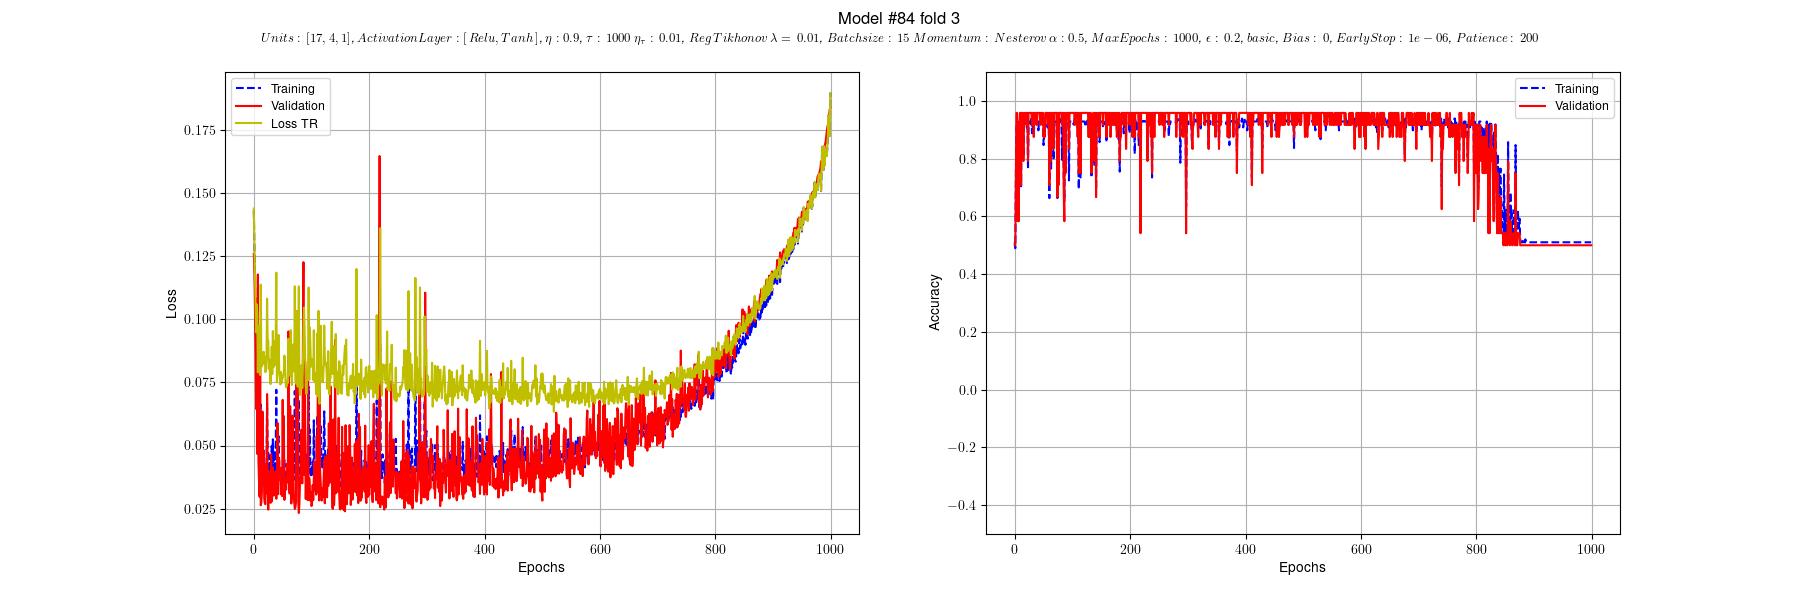 Model #84 fold 3
Units : [17, 4, 1], ActivationLayer : [ Relu, Tanh ], η : 0.9, τ : 1000 ητ : 0.01, Reg Tikhonov λ = 0.01, Batchsize : 15 Momentum : Nesterov α : 0.5, MaxEpochs : 1000, ϵ : 0.2, basic, Bias : 0, EarlyStop : 1e − 06, Patience : 200
Training
Validation
Loss TR
0.175
0.150
0.125
0.100
0.075
0.050
0.025
Loss
0 200 400 600 800 1000
Epochs
Training
Validation
1.0
0.8
0.6
0.4
0.2
0.0
−0.2
−0.4
Accuracy
0 200 400 600 800 1000
Epochs